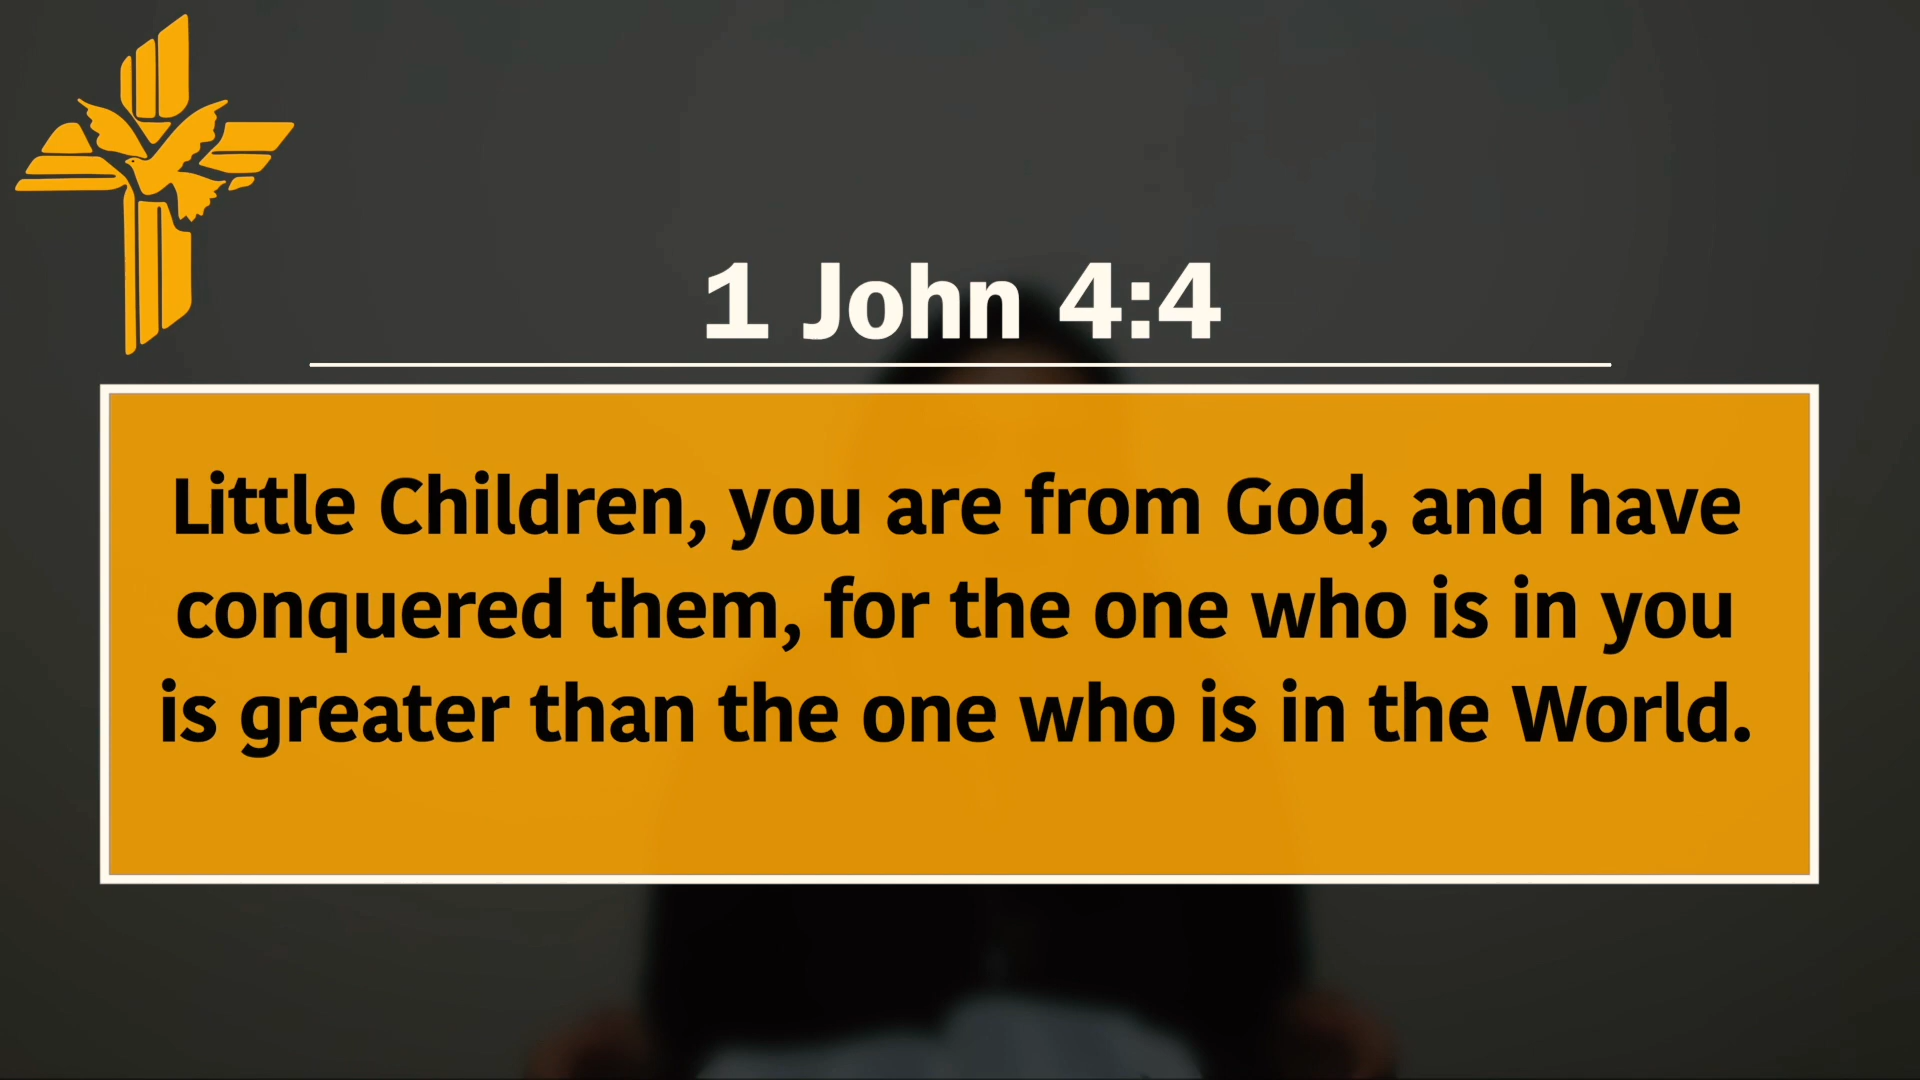 1 John 4:4
Little Children, you are from God, and have
conquered them, for the one who is in you
is greater than the one who is in the World.